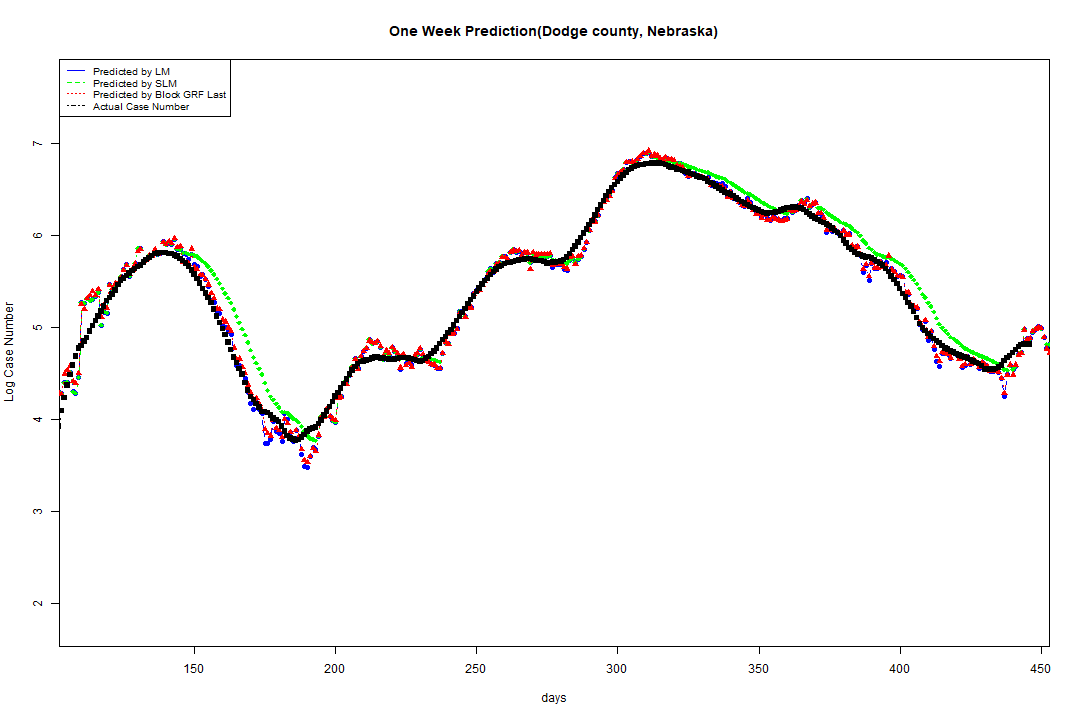 One Week Prediction(Dodge county, Nebraska)
Predicted by LM
Predicted by SLM
Predicted by Block GRF Last
Actual Case Number
7
6
5
4
3
2
Log Case Number
150 200 250 300 350 400 450
days